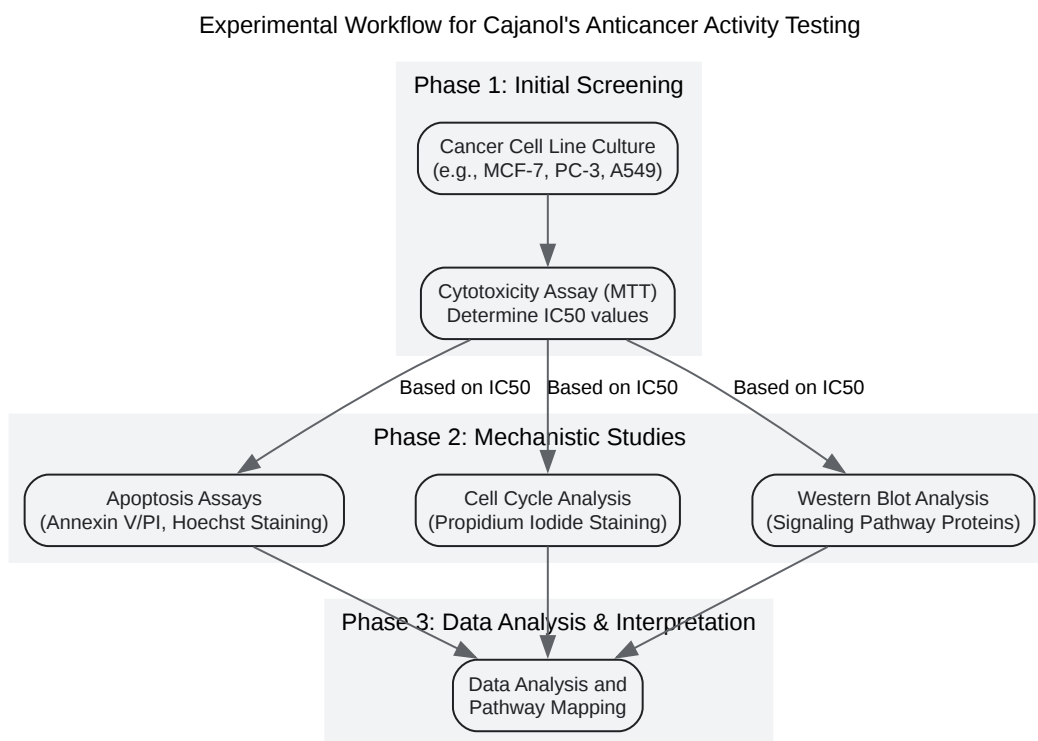 Experimental Workflow for Cajanol's Anticancer Activity Testing
Phase 1: Initial Screening
Cancer Cell Line Culture
(e.g., MCF-7, PC-3, A549)
Cytotoxicity Assay (MTT)
Determine IC50 values
Based on IC50
Based on IC50
Based on IC50
Phase 2: Mechanistic Studies
Apoptosis Assays
(Annexin V/PI, Hoechst Staining)
Cell Cycle Analysis
(Propidium Iodide Staining)
Western Blot Analysis
(Signaling Pathway Proteins)
Phase 3: Data Analysis & Interpretation
Data Analysis and
Pathway Mapping